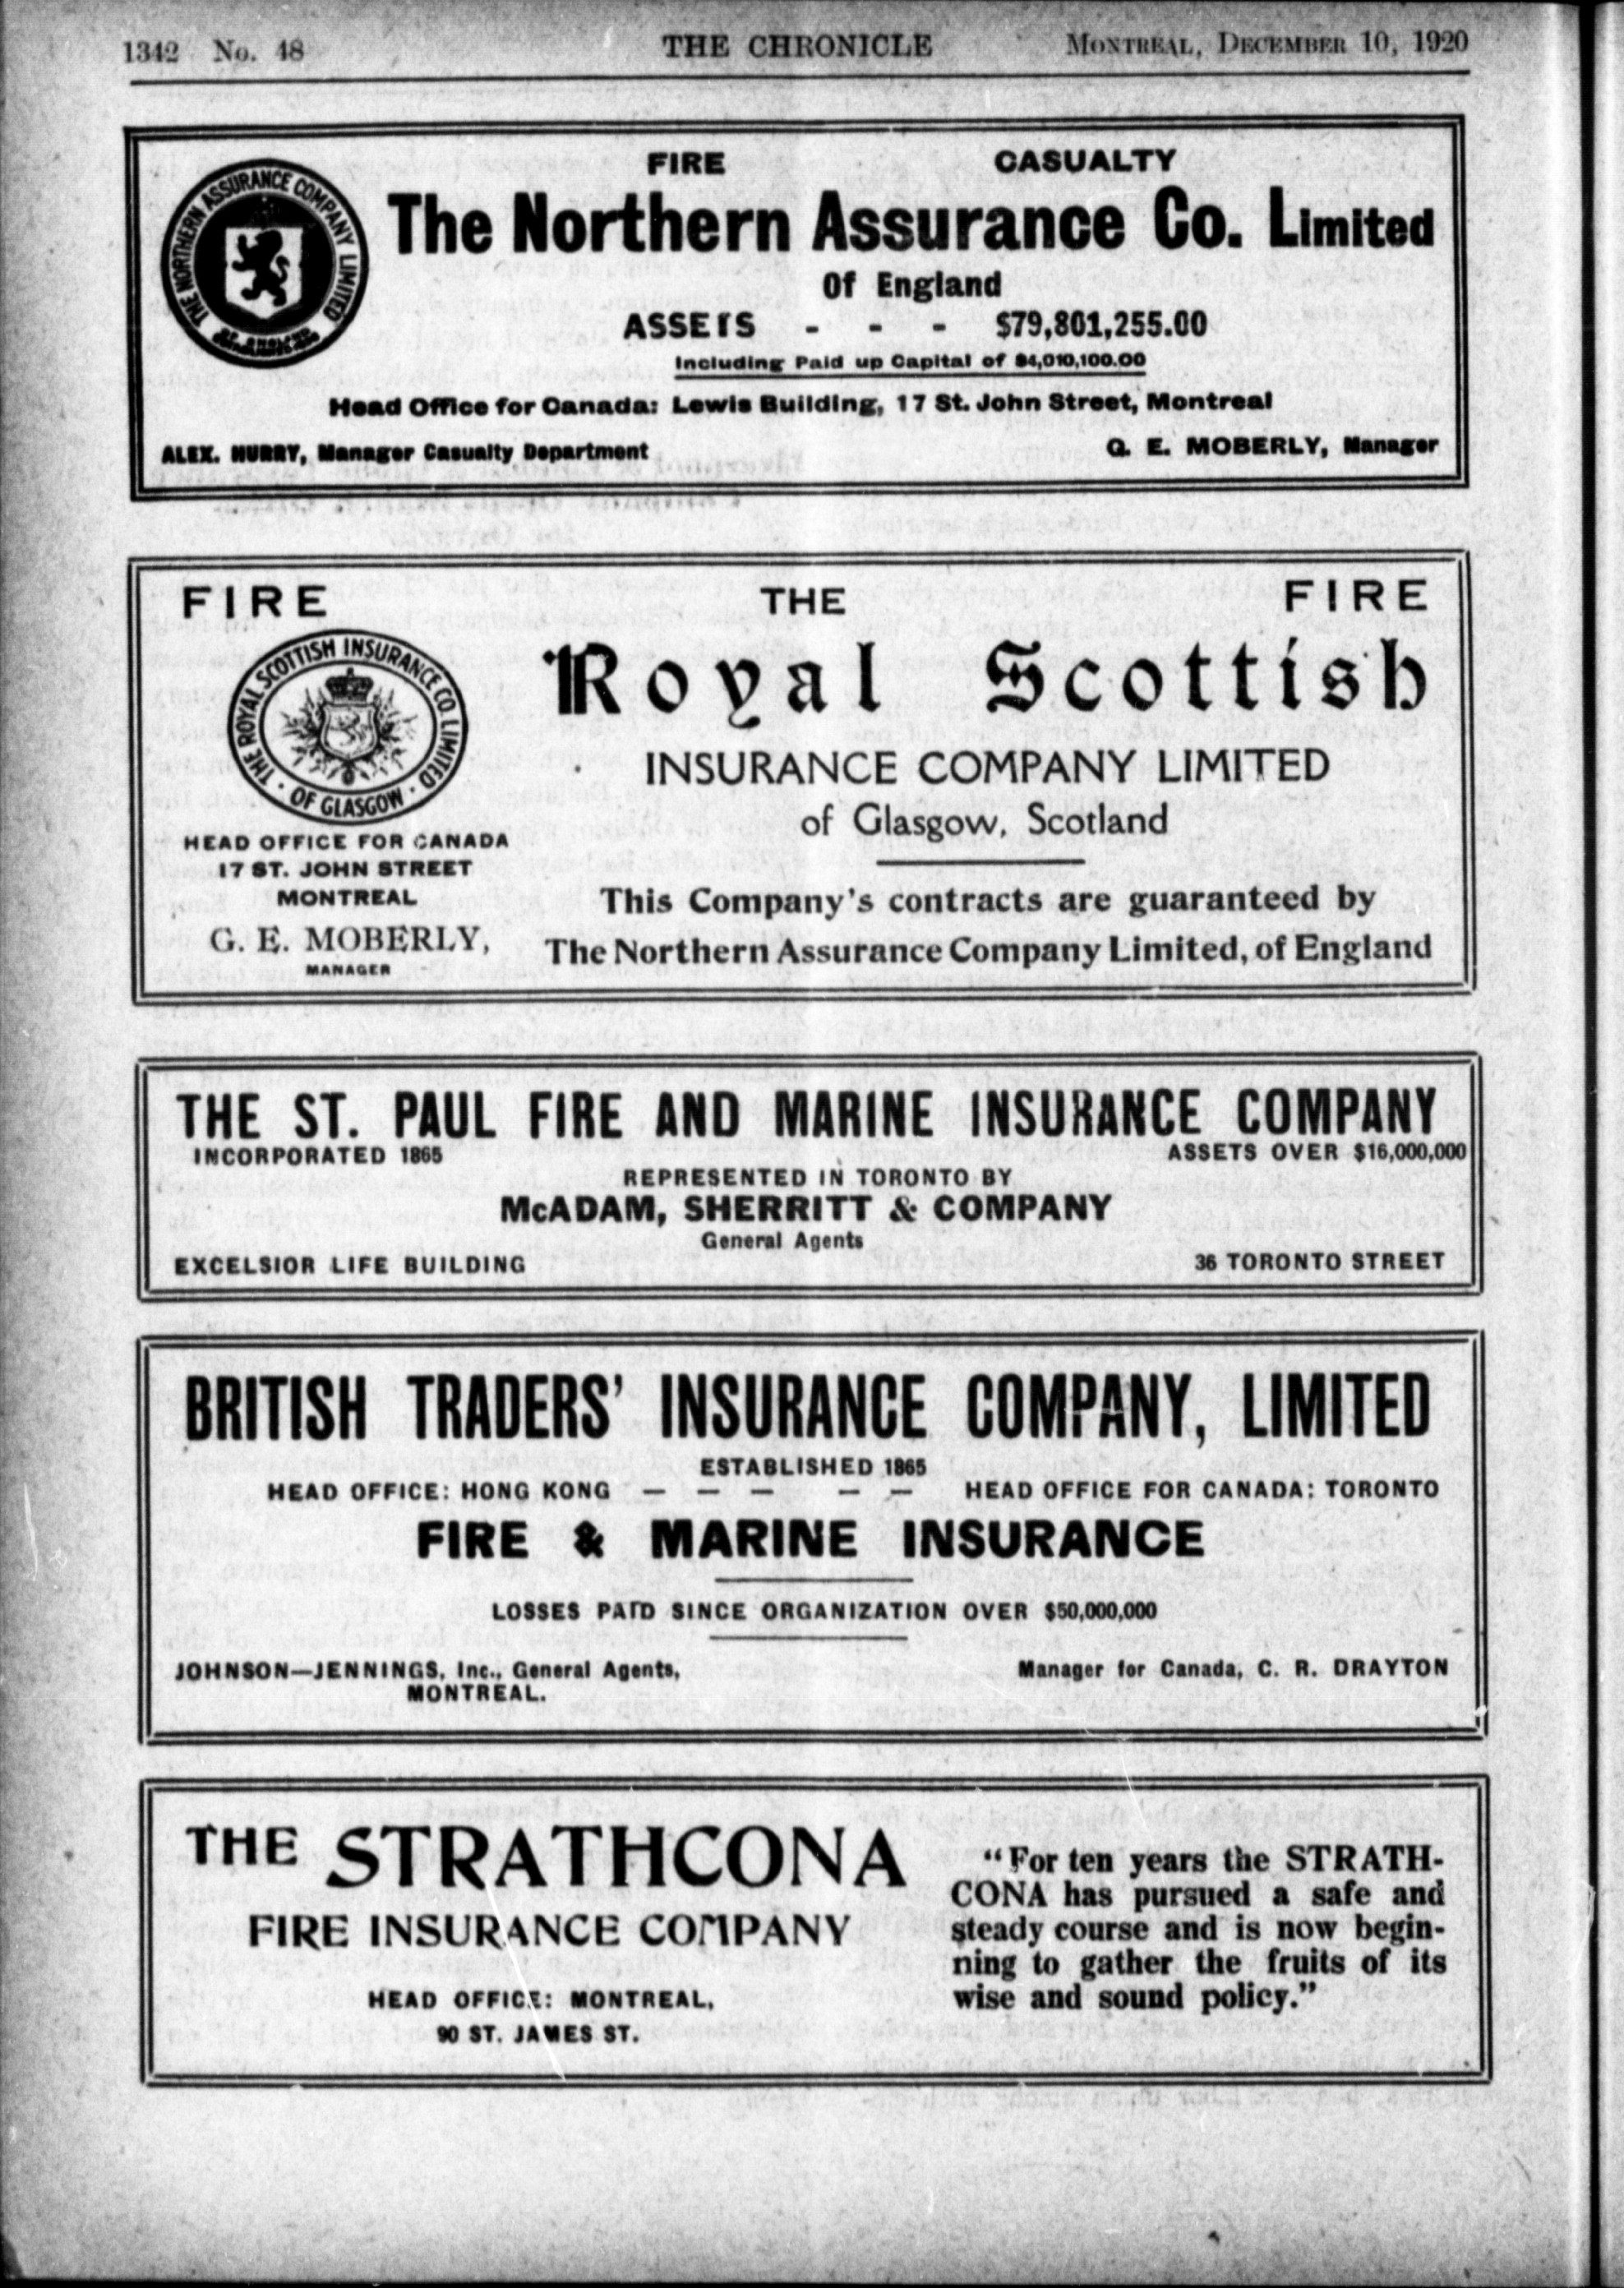 1342 No. 48 THE CHRONICLE MONTREAL, DECEMBER 10, 1920
FIRE CASUALTY
THE NORTHERN ASSURANCE COMPANY LIMITED
The Northern Assurance Co. Limited
Of England
ASSETS - - - $79,801,255.00
Including Paid up Capital of $4,010,100.00
Head Office for Canada: Lewis Building, 17 St. John Street, Montreal
ALEX. HURRY, Manager Casualty Department G. E. MOBERLY, Manager
FIRE THE FIRE
THE ROYAL SCOTTISH INSURANCE CO. LIMITED · OF GLASGOW ·
Royal Scottish
INSURANCE COMPANY LIMITED
of Glasgow, Scotland
HEAD OFFICE FOR CANADA
17 ST. JOHN STREET
MONTREAL
G. E. MOBERLY,
MANAGER
This Company's contracts are guaranteed by
The Northern Assurance Company Limited, of England
THE ST. PAUL FIRE AND MARINE INSURANCE COMPANY
INCORPORATED 1865 ASSETS OVER $16,000,000
REPRESENTED IN TORONTO BY
McADAM, SHERRITT & COMPANY
General Agents
EXCELSIOR LIFE BUILDING 36 TORONTO STREET
BRITISH TRADERS' INSURANCE COMPANY, LIMITED
ESTABLISHED 1865
HEAD OFFICE: HONG KONG — — — — — HEAD OFFICE FOR CANADA: TORONTO
FIRE & MARINE INSURANCE
LOSSES PAID SINCE ORGANIZATION OVER $50,000,000
JOHNSON—JENNINGS, Inc., General Agents, Manager for Canada, C. R. DRAYTON
MONTREAL.
THE STRATHCONA
FIRE INSURANCE COMPANY
HEAD OFFICE: MONTREAL,
90 ST. JAMES ST.
"For ten years the STRATH-
CONA has pursued a safe and
steady course and is now begin-
ning to gather the fruits of its
wise and sound policy."